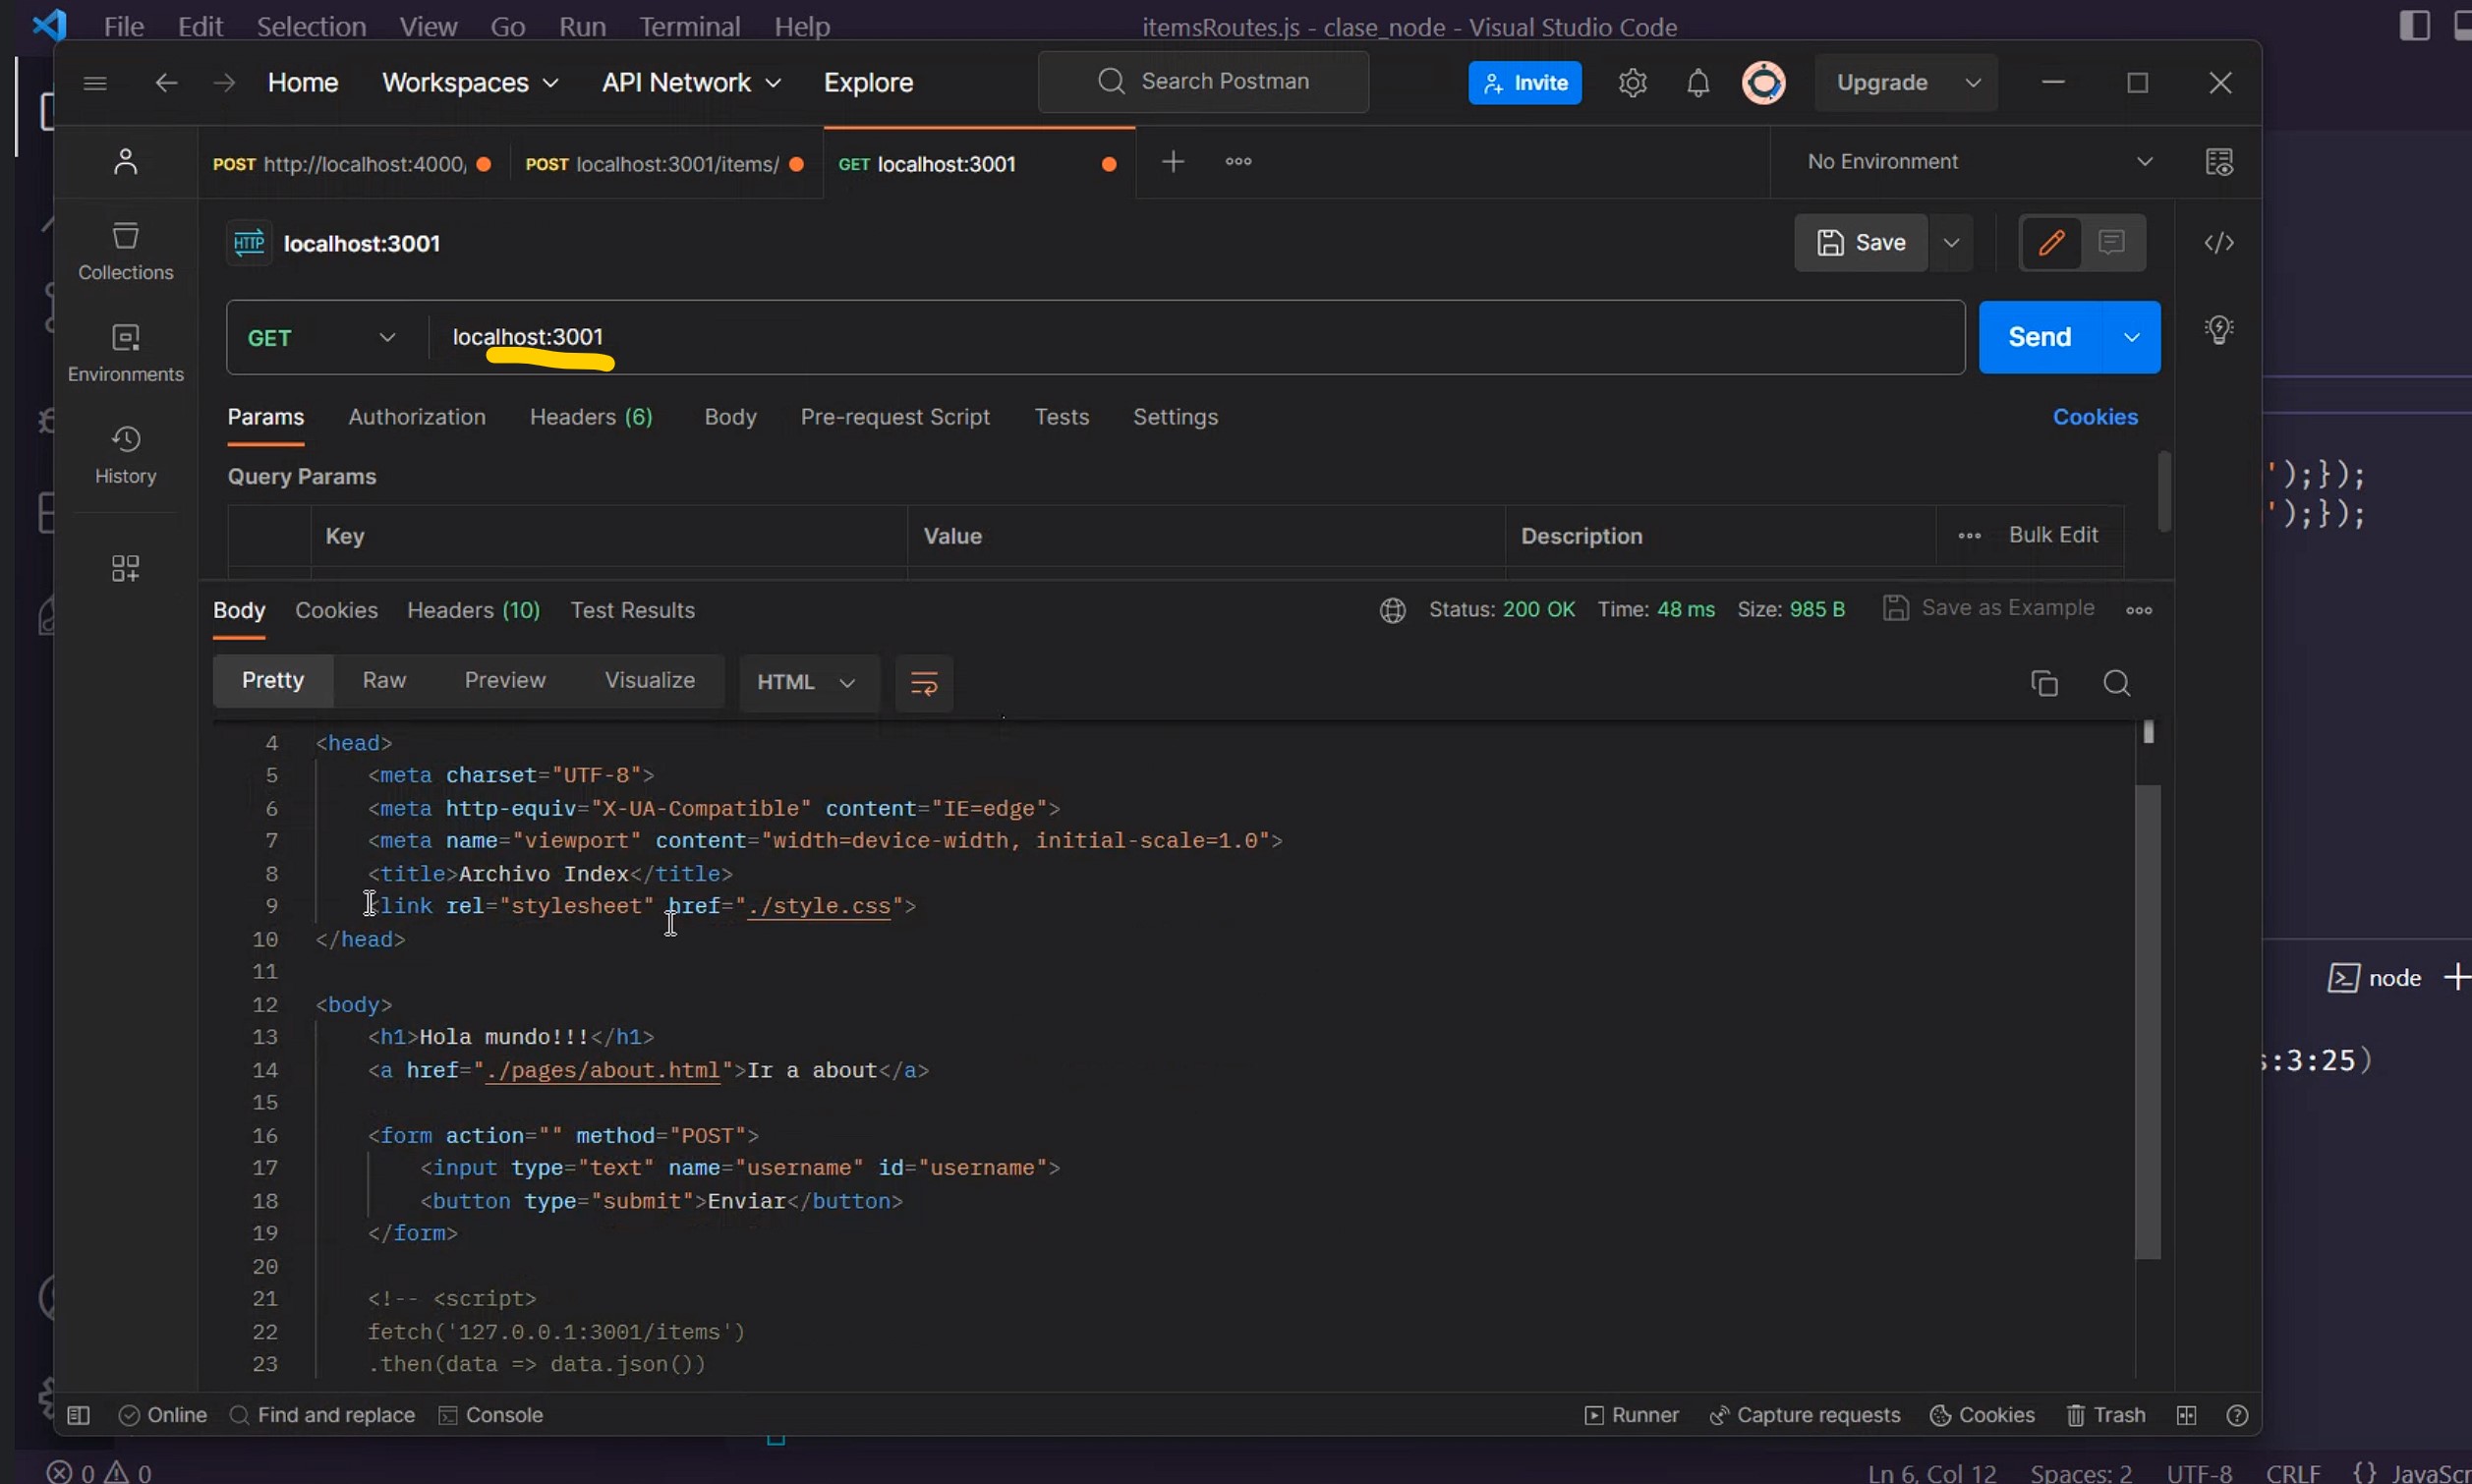 File Edit Selection View Go Run Terminal Help itemsRoutes.js - clase_node - Visual Studio Code
Home Workspaces API Network Explore Search Postman Invite Upgrade
POST http://localhost:4000/ POST localhost:3001/items/ GET localhost:3001 No Environment
HTTP localhost:3001 Save </>
Collections
GET localhost:3001 Send
Environments
Params Authorization Headers (6) Body Pre-request Script Tests Settings Cookies
History
Query Params
');});
');});
Key Value Description Bulk Edit
Body Cookies Headers (10) Test Results Status: 200 OK Time: 48 ms Size: 985 B Save as Example
Pretty Raw Preview Visualize HTML
4 <head>
5 <meta charset="UTF-8">
6 <meta http-equiv="X-UA-Compatible" content="IE=edge">
7 <meta name="viewport" content="width=device-width, initial-scale=1.0">
8 <title>Archivo Index</title>
9 <link rel="stylesheet" href="./style.css">
10 </head>
11
12 <body>
13 <h1>Hola mundo!!!</h1>
14 <a href="./pages/about.html">Ir a about</a>
15
16 <form action="" method="POST">
17 <input type="text" name="username" id="username">
18 <button type="submit">Enviar</button>
19 </form>
20
21 <!-- <script>
22 fetch('127.0.0.1:3001/items')
23 .then(data => data.json())
node
:3:25)
Online Find and replace Console Runner Capture requests Cookies Trash
0 0 Ln 6, Col 12 Spaces: 2 UTF-8 CRLF {}